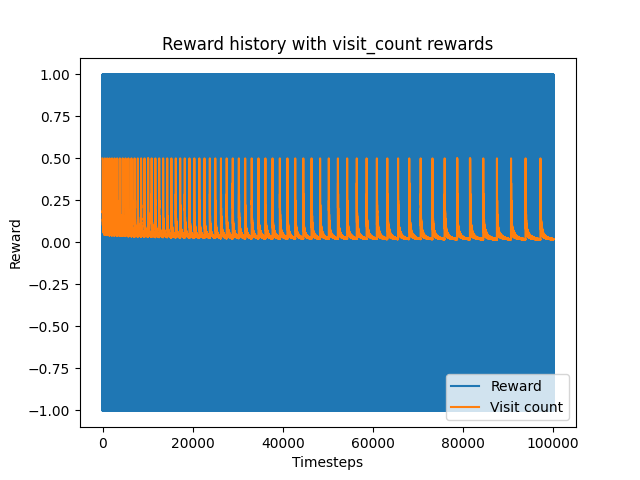 Reward history with visit_count rewards
1.00
0.75
0.50
0.25
0.00
−0.25
−0.50
−0.75
−1.00
Reward
Reward
Visit count
0 20000 40000 60000 80000 100000
Timesteps